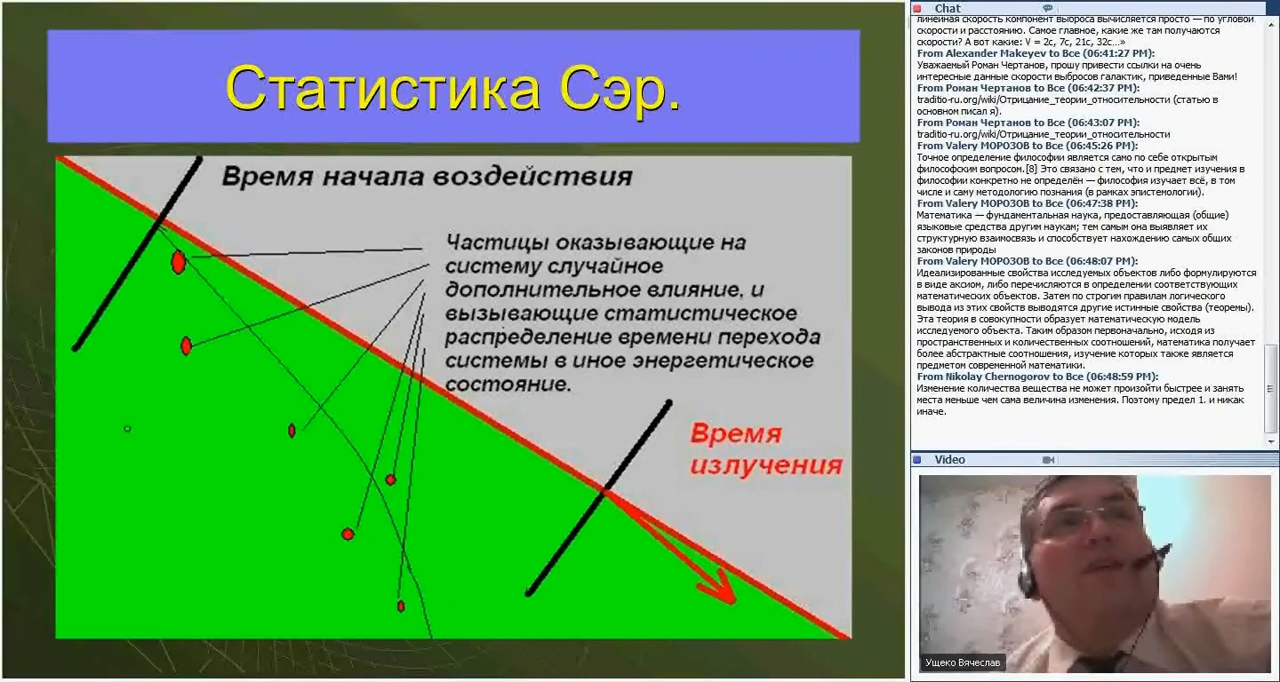 Статистика Сэр.
Время начала воздействия
Частицы оказывающие на
систему случайное
дополнительное влияние, и
вызывающие статистическое
распределение времени перехода
системы в иное энергетическое
состояние.
Время
излучения
Chat
линейная скорость компонент выброса вычисляется просто — по угловой
скорости и расстоянию. Самое главное, какие же там получаются
скорости? А вот какие: V = 2c, 7c, 21c, 32c...»
From Alexander Makeyev to Все (06:41:27 PM):
Уважаемый Роман Чертанов, прошу привести ссылки на очень
интересные данные скорости выбросов галактик, приведенные Вами!
From Роман Чертанов to Все (06:42:37 PM):
traditio-ru.org/wiki/Отрицание_теории_относительности (статью в
основном писал я).
From Роман Чертанов to Все (06:43:07 PM):
traditio-ru.org/wiki/Отрицание_теории_относительности
From Valery МОРОЗОВ to Все (06:45:26 PM):
Точное определение философии является само по себе открытым
философским вопросом.[8] Это связано с тем, что и предмет изучения в
философии конкретно не определён — философия изучает всё, в том
числе и саму методологию познания (в рамках эпистемологии).
From Valery МОРОЗОВ to Все (06:47:38 PM):
Математика — фундаментальная наука, предоставляющая (общие)
языковые средства другим наукам; тем самым она выявляет их
структурную взаимосвязь и способствует нахождению самых общих
законов природы
From Valery МОРОЗОВ to Все (06:48:07 PM):
Идеализированные свойства исследуемых объектов либо формулируются
в виде аксиом, либо перечисляются в определении соответствующих
математических объектов. Затем по строгим правилам логического
вывода из этих свойств выводятся другие истинные свойства (теоремы).
Эта теория в совокупности образует математическую модель
исследуемого объекта. Таким образом первоначально, исходя из
пространственных и количественных соотношений, математика получает
более абстрактные соотношения, изучение которых также является
предметом современной математики.
From Nikolay Chernogorov to Все (06:48:59 PM):
Изменение количества вещества не может произойти быстрее и занять
места меньше чем сама величина изменения. Поэтому предел 1. и никак
иначе.
Video
Ущеко Вячеслав